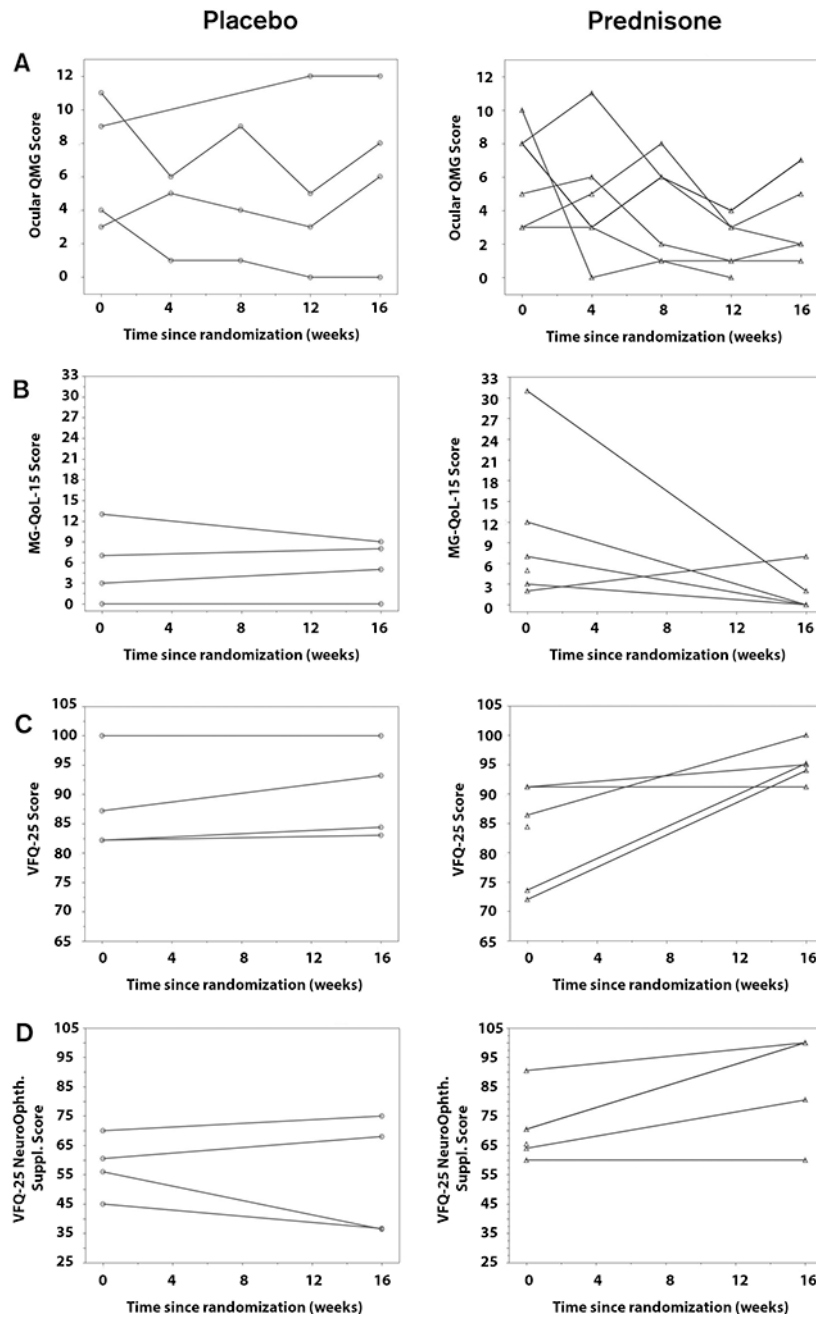 Placebo
Prednisone
A
Ocular QMG Score
12
10
8
6
4
2
0
0 4 8 12 16
Time since randomization (weeks)
Ocular QMG Score
12
10
8
6
4
2
0
0 4 8 12 16
Time since randomization (weeks)
B
MG-QoL-15 Score
33
30
27
24
21
18
15
12
9
6
3
0
0 4 8 12 16
Time since randomization (weeks)
MG-QoL-15 Score
33
30
27
24
21
18
15
12
9
6
3
0
0 4 8 12 16
Time since randomization (weeks)
C
VFQ-25 Score
105
100
95
90
85
80
75
70
65
0 4 8 12 16
Time since randomization (weeks)
VFQ-25 Score
105
100
95
90
85
80
75
70
65
0 4 8 12 16
Time since randomization (weeks)
D
VFQ-25 NeuroOphth.
Suppl. Score
105
95
85
75
65
55
45
35
25
0 4 8 12 16
Time since randomization (weeks)
VFQ-25 NeuroOphth.
Suppl. Score
105
95
85
75
65
55
45
35
25
0 4 8 12 16
Time since randomization (weeks)